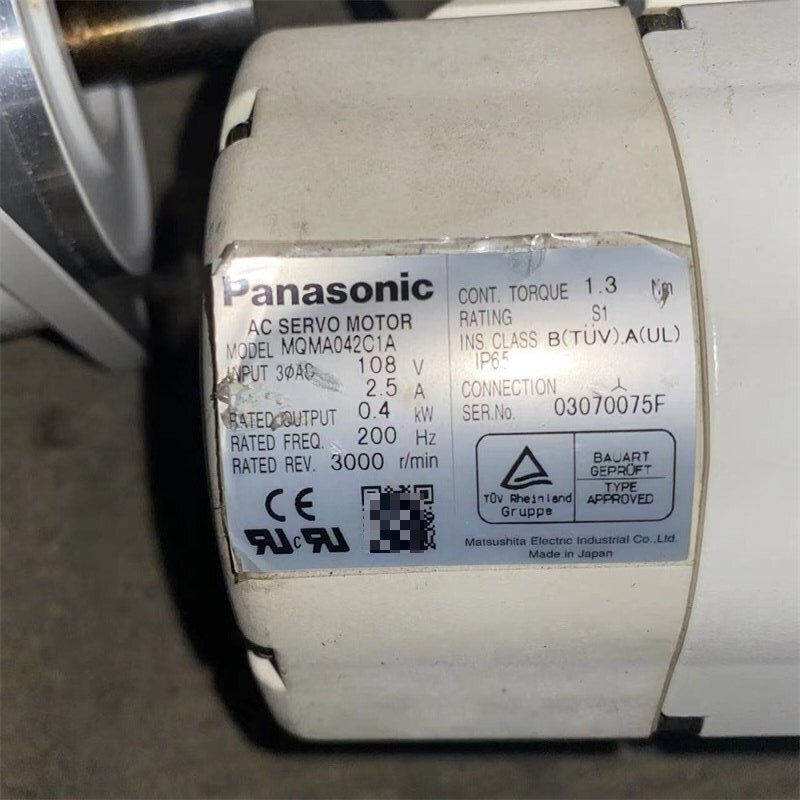 Panasonic
AC SERVO MOTOR
MODEL MQMA042C1A
INPUT 3ØAC 108 V
2.5 A
RATED OUTPUT 0.4 kW
RATED FREQ. 200 Hz
RATED REV. 3000 r/min
CE
CONT. TORQUE 1.3 Nm
RATING S1
INS. CLASS B(TÜV),A(UL)
IP65
CONNECTION
SER.No. 03070075F
TÜV Rheinland
Gruppe
BAUART
GEPRÜFT
TYPE
APPROVED
Matsushita Electric Industrial Co.,Ltd.
Made in Japan